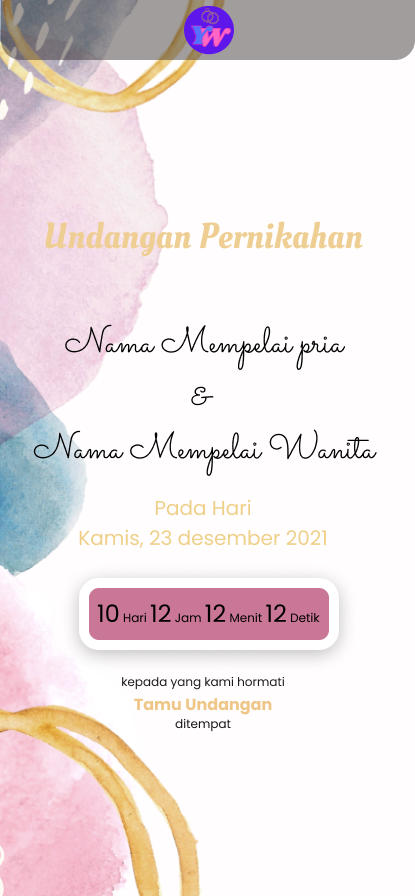 Undangan Pernikahan
Nama Mempelai pria
&
Nama Mempelai Wanita
Pada Hari
Kamis, 23 desember 2021
10 Hari 12 Jam 12 Menit 12 Detik
kepada yang kami hormati
Tamu Undangan
ditempat